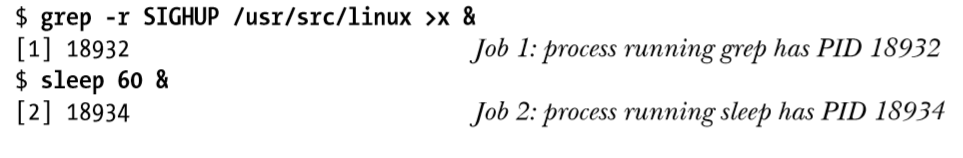 $ grep -r SIGHUP /usr/src/linux >x &
[1] 18932 Job 1: process running grep has PID 18932
$ sleep 60 &
[2] 18934 Job 2: process running sleep has PID 18934